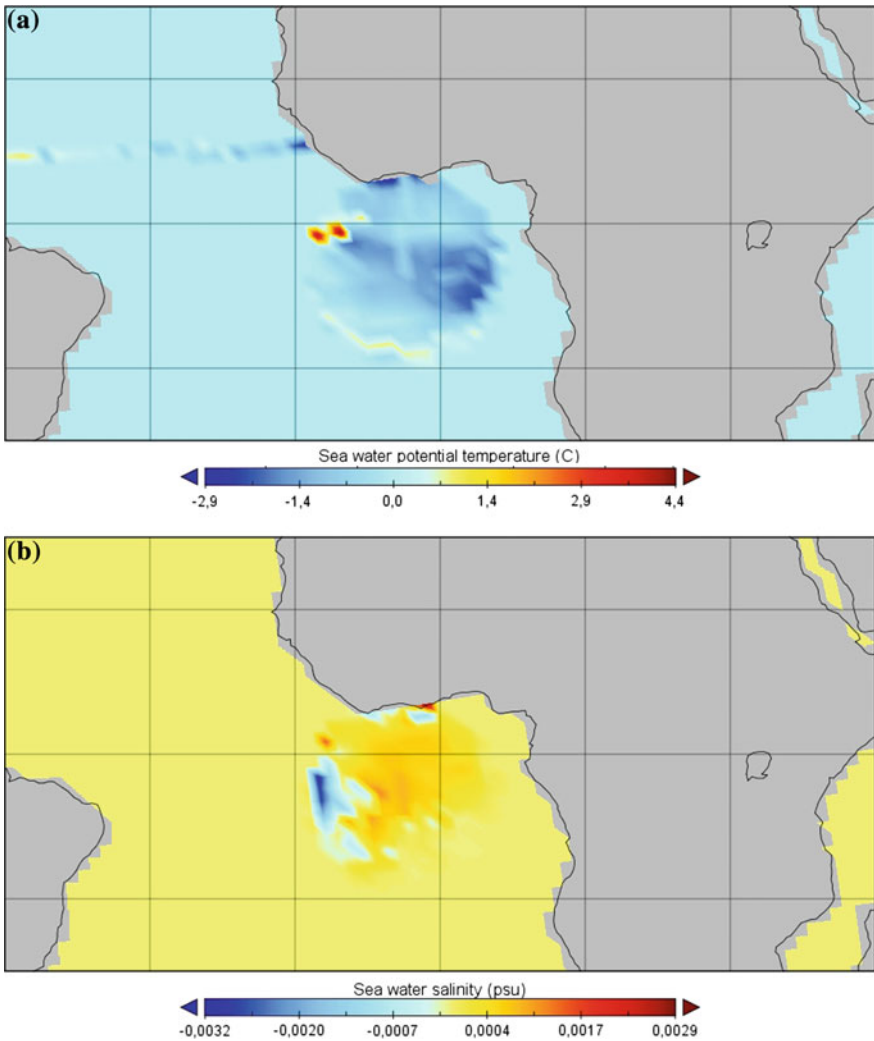 (a)
Sea water potential temperature (C)
-2,9 -1,4 0,0 1,4 2,9 4,4
(b)
Sea water salinity (psu)
-0,0032 -0,0020 -0,0007 0,0004 0,0017 0,0029